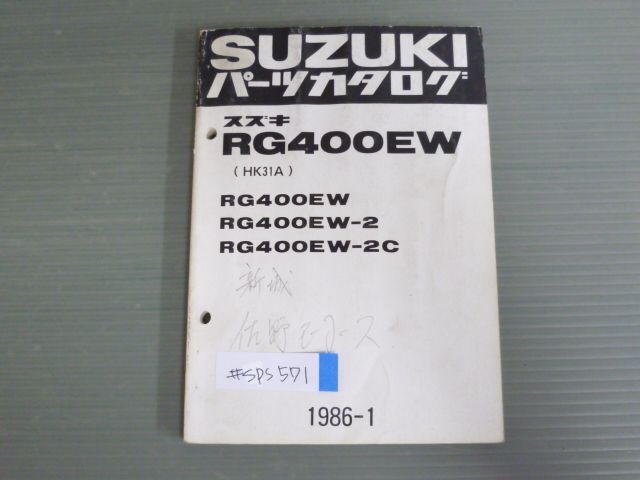 SUZUKI
パーツカタログ
スズキ
RG400EW
(HK31A)
RG400EW
RG400EW-2
RG400EW-2C
新城
佐野モータース
#SPS571
1986-1